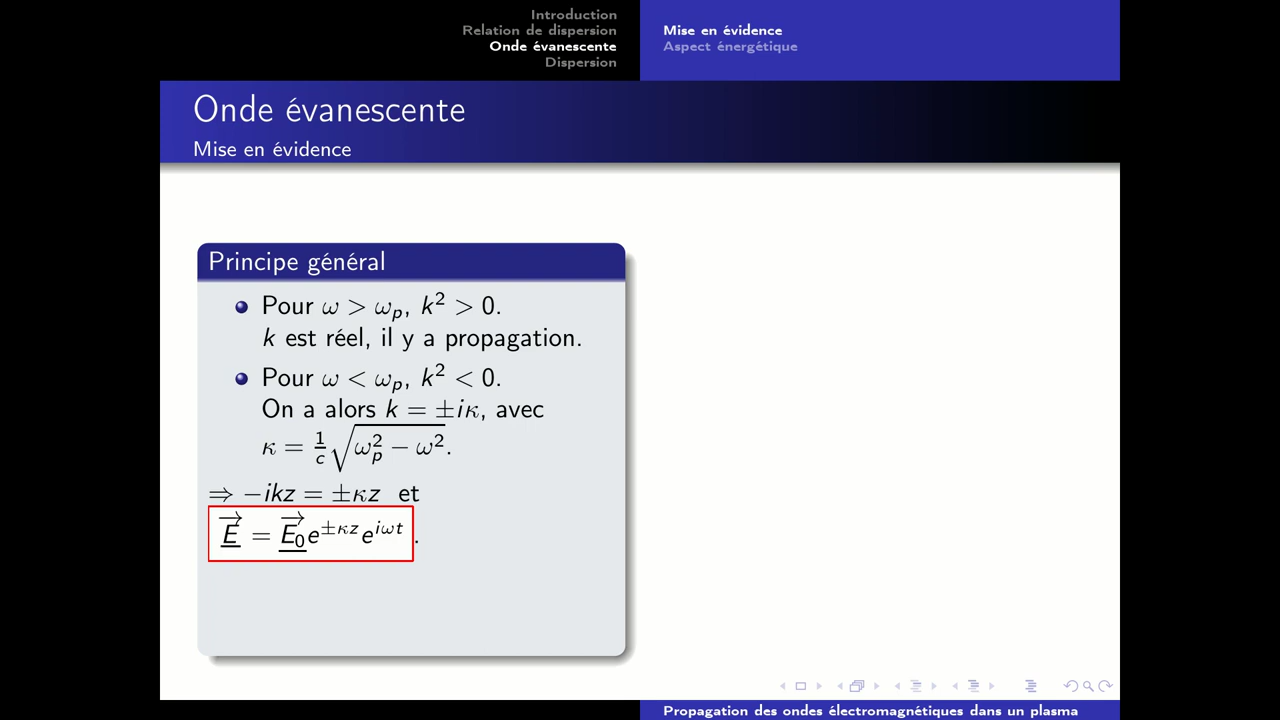 Introduction
Relation de dispersion
Onde évanescente
Dispersion
Mise en évidence
Aspect énergétique
Onde évanescente
Mise en évidence
Principe général
Pour ω > ωₚ, k² > 0.
k est réel, il y a propagation.
Pour ω < ωₚ, k² < 0.
On a alors k = ±iκ, avec
κ = 1/c √(ωₚ² − ω²).
⇒ −ikz = ±κz et
E⃗ = E₀⃗ e^{±κz} e^{iωt}.
Propagation des ondes électromagnétiques dans un plasma